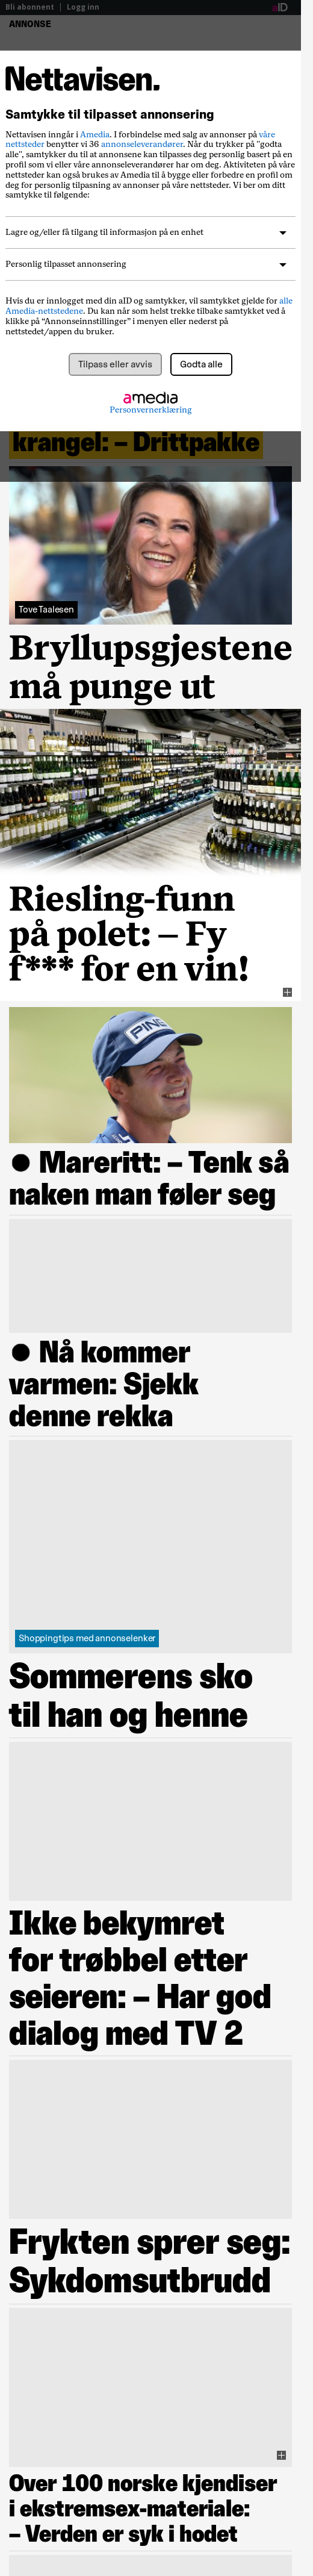 Bli abonnent | Logg inn
aID
ANNONSE
Nettavisen.
Samtykke til tilpasset annonsering
Nettavisen inngår i Amedia. I forbindelse med salg av annonser på våre
nettsteder benytter vi 36 annonseleverandører. Når du trykker på "godta
alle", samtykker du til at annonsene kan tilpasses deg personlig basert på en
profil som vi eller våre annonseleverandører har om deg. Aktiviteten på våre
nettsteder kan også brukes av Amedia til å bygge eller forbedre en profil om
deg for personlig tilpasning av annonser på våre nettsteder. Vi ber om ditt
samtykke til følgende:
Lagre og/eller få tilgang til informasjon på en enhet
Personlig tilpasset annonsering
Hvis du er innlogget med din aID og samtykker, vil samtykket gjelde for alle
Amedia-nettstedene. Du kan når som helst trekke tilbake samtykket ved å
klikke på “Annonseinnstillinger” i menyen eller nederst på
nettstedet/appen du bruker.
Tilpass eller avvis
Godta alle
amedia
Personvernerklæring
krangel: – Drittpakke
Tove Taalesen
Bryllupsgjestene
må punge ut
SPANIA
Riesling-funn
på polet: – Fy
f*** for en vin!
PING
● Mareritt: – Tenk så
naken man føler seg
● Nå kommer
varmen: Sjekk
denne rekka
Shoppingtips med annonselenker
Sommerens sko
til han og henne
Ikke bekymret
for trøbbel etter
seieren: – Har god
dialog med TV 2
Frykten sprer seg:
Sykdomsutbrudd
Over 100 norske kjendiser
i ekstremsex-materiale:
– Verden er syk i hodet